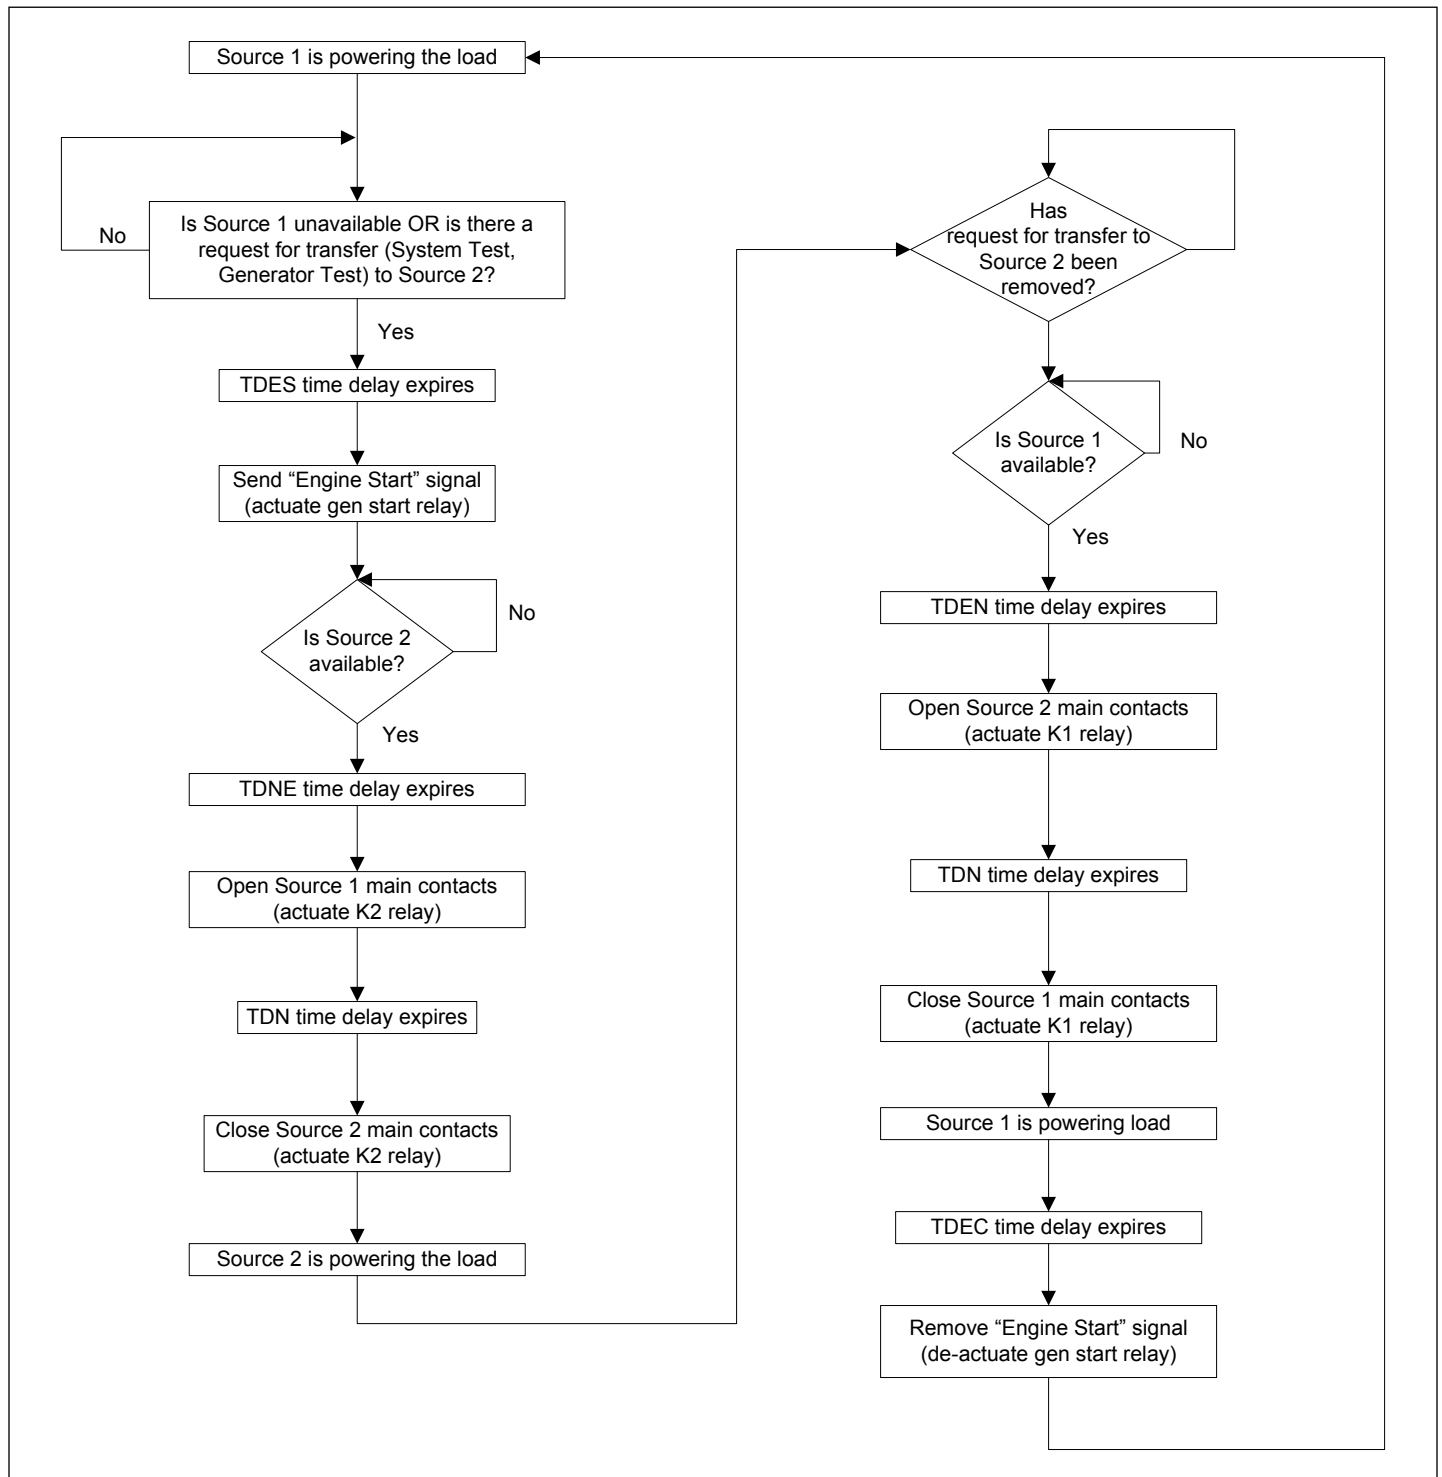 Source 1 is powering the load
No
Is Source 1 unavailable OR is there a
request for transfer (System Test,
Generator Test) to Source 2?
Yes
TDES time delay expires
Send “Engine Start” signal
(actuate gen start relay)
No
Is Source 2
available?
Yes
TDNE time delay expires
Open Source 1 main contacts
(actuate K2 relay)
TDN time delay expires
Close Source 2 main contacts
(actuate K2 relay)
Source 2 is powering the load
Has
request for transfer to
Source 2 been
removed?
Is Source 1
available?
No
Yes
TDEN time delay expires
Open Source 2 main contacts
(actuate K1 relay)
TDN time delay expires
Close Source 1 main contacts
(actuate K1 relay)
Source 1 is powering load
TDEC time delay expires
Remove “Engine Start” signal
(de-actuate gen start relay)